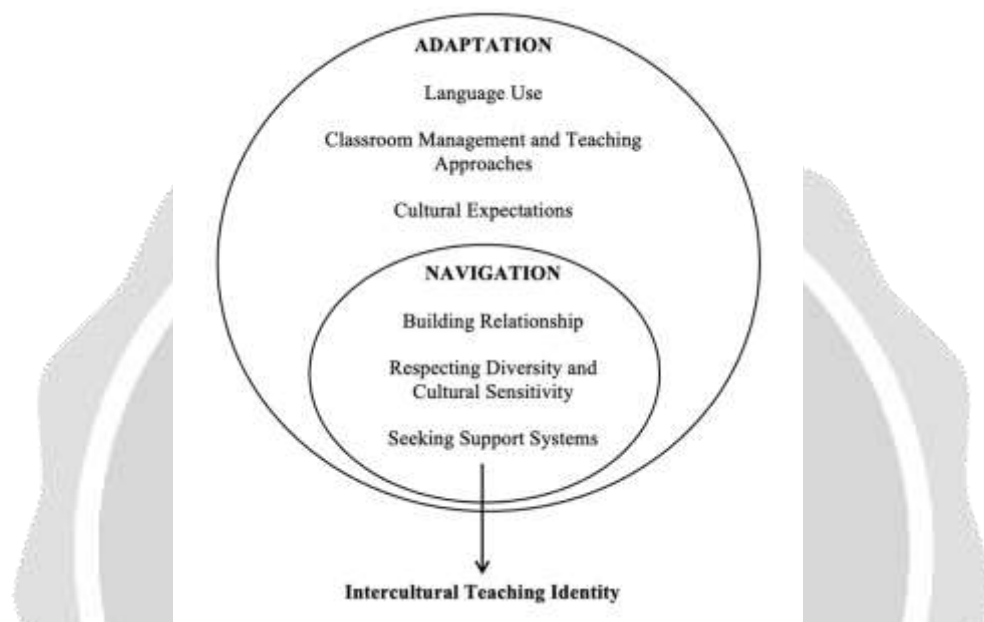 ADAPTATION
Language Use
Classroom Management and Teaching
Approaches
Cultural Expectations
NAVIGATION
Building Relationship
Respecting Diversity and
Cultural Sensitivity
Seeking Support Systems
Intercultural Teaching Identity